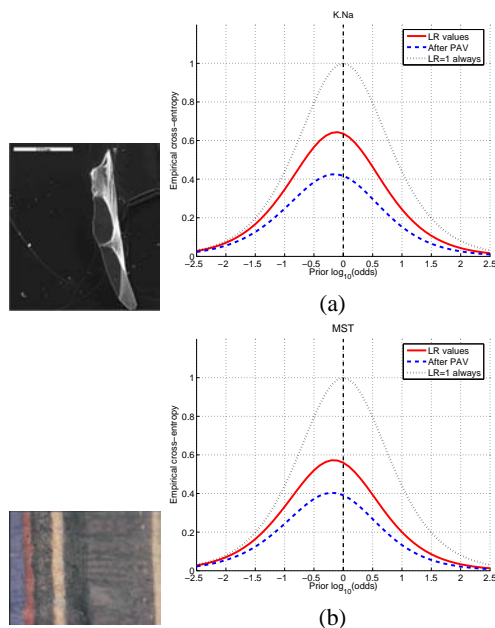 K.Na
LR values
After PAV
LR=1 always
Empirical cross-entropy
1
0.8
0.6
0.4
0.2
0
-2.5 -2 -1.5 -1 -0.5 0 0.5 1 1.5 2 2.5
Prior log10(odds)
(a)
MST
LR values
After PAV
LR=1 always
Empirical cross-entropy
1
0.8
0.6
0.4
0.2
0
-2.5 -2 -1.5 -1 -0.5 0 0.5 1 1.5 2 2.5
Prior log10(odds)
(b)